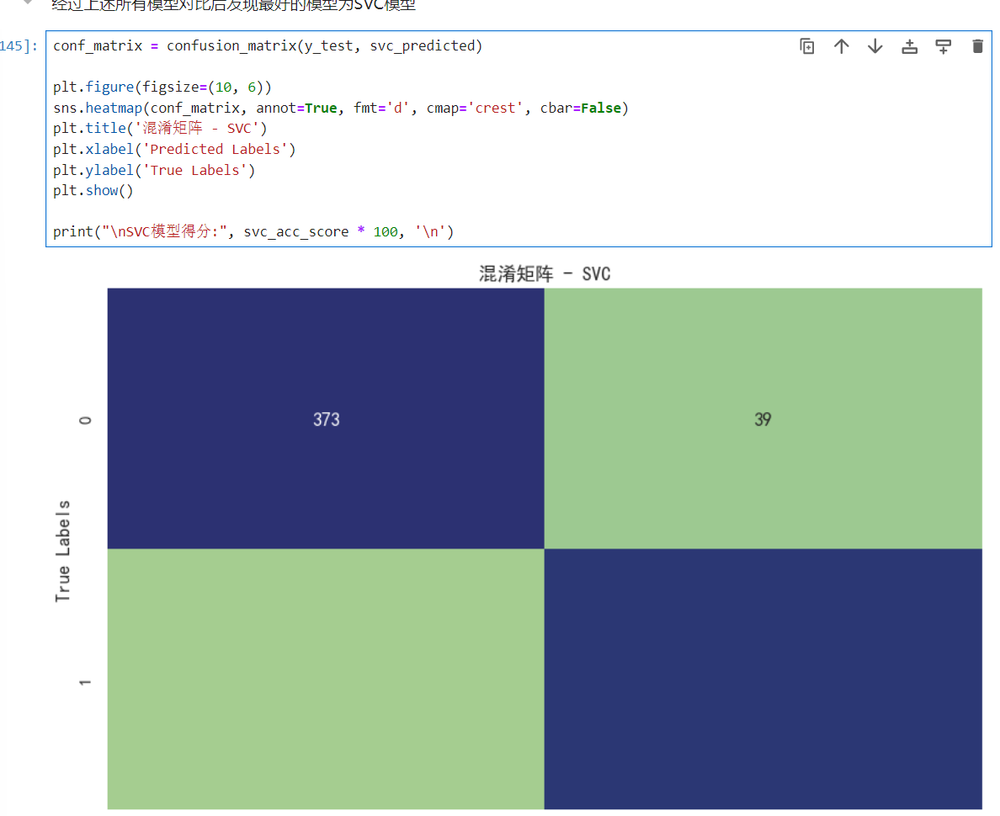 经过上述所有模型对比后发现最好的模型为SVC模型
145]:
conf_matrix = confusion_matrix(y_test, svc_predicted)
plt.figure(figsize=(10, 6))
sns.heatmap(conf_matrix, annot=True, fmt='d', cmap='crest', cbar=False)
plt.title('混淆矩阵 - SVC')
plt.xlabel('Predicted Labels')
plt.ylabel('True Labels')
plt.show()
print("\nSVC模型得分:", svc_acc_score * 100, '\n')
混淆矩阵 - SVC
373
39
0
True Labels
1